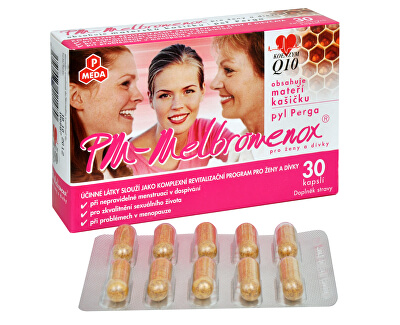 P
MEDA
KOENZYM
Q10
obsahuje
mateří
kašičku
pyl Perga
PM-Melbromenox®
pro ženy a dívky
ÚČINNÉ LÁTKY SLOUŽÍ JAKO KOMPLEXNÍ REVITALIZAČNÍ PROGRAM PRO ŽENY A DÍVKY
✔ při nepravidelné menstruaci v dospívání
✔ pro zkvalitnění sexuálního života
✔ při problémech v menopauze
30
kapslí
Doplněk stravy